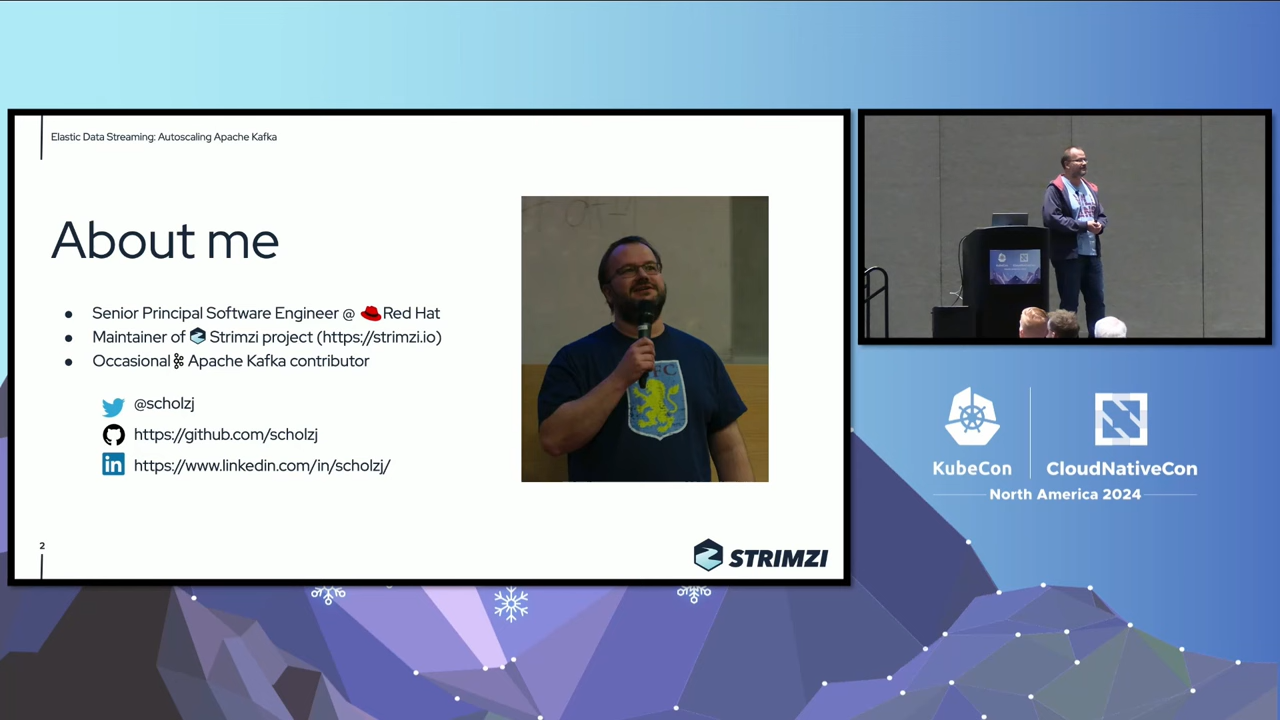 Elastic Data Streaming: Autoscaling Apache Kafka
About me
Senior Principal Software Engineer @ Red Hat
Maintainer of Strimzi project (https://strimzi.io)
Occasional Apache Kafka contributor
@scholzj
https://github.com/scholzj
in https://www.linkedin.com/in/scholzj/
2
STRIMZI
KubeCon
CloudNativeCon
North America 2024